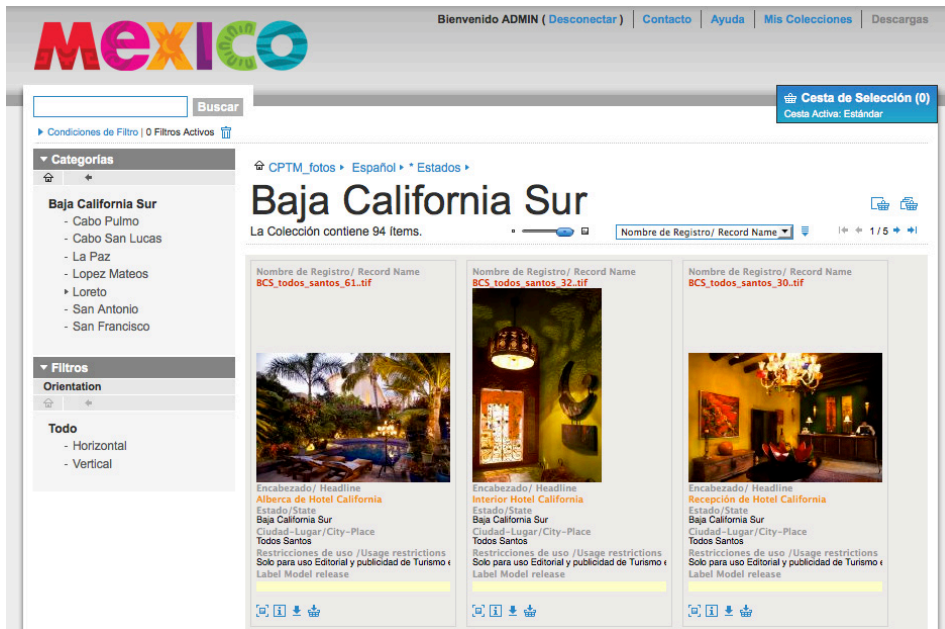 MEXICO
Bienvenido ADMIN ( Desconectar ) | Contacto | Ayuda | Mis Colecciones | Descargas
Buscar
Cesta de Selección (0)
Cesta Activa: Estándar
Condiciones de Filtro | 0 Filtros Activos
Categorías
Baja California Sur
- Cabo Pulmo
- Cabo San Lucas
- La Paz
- Lopez Mateos
Loreto
- San Antonio
- San Francisco
Filtros
Orientation
Todo
- Horizontal
- Vertical
CPTM_fotos Español * Estados
Baja California Sur
La Colección contiene 94 ítems.
Nombre de Registro/ Record Name
1/5
Nombre de Registro/ Record Name
BCS_todos_santos_61..tif
Encabezado/ Headline
Alberca de Hotel California
Estado/State
Baja California Sur
Ciudad-Lugar/City-Place
Todos Santos
Restricciones de uso /Usage restrictions
Solo para uso Editorial y publicidad de Turismo e
Label Model release
Nombre de Registro/ Record Name
BCS_todos_santos_32..tif
Encabezado/ Headline
Interior Hotel California
Estado/State
Baja California Sur
Ciudad-Lugar/City-Place
Todos Santos
Restricciones de uso /Usage restrictions
Solo para uso Editorial y publicidad de Turismo e
Label Model release
Nombre de Registro/ Record Name
BCS_todos_santos_30..tif
Encabezado/ Headline
Recepción de Hotel California
Estado/State
Baja California Sur
Ciudad-Lugar/City-Place
Todos Santos
Restricciones de uso /Usage restrictions
Solo para uso Editorial y publicidad de Turismo e
Label Model release